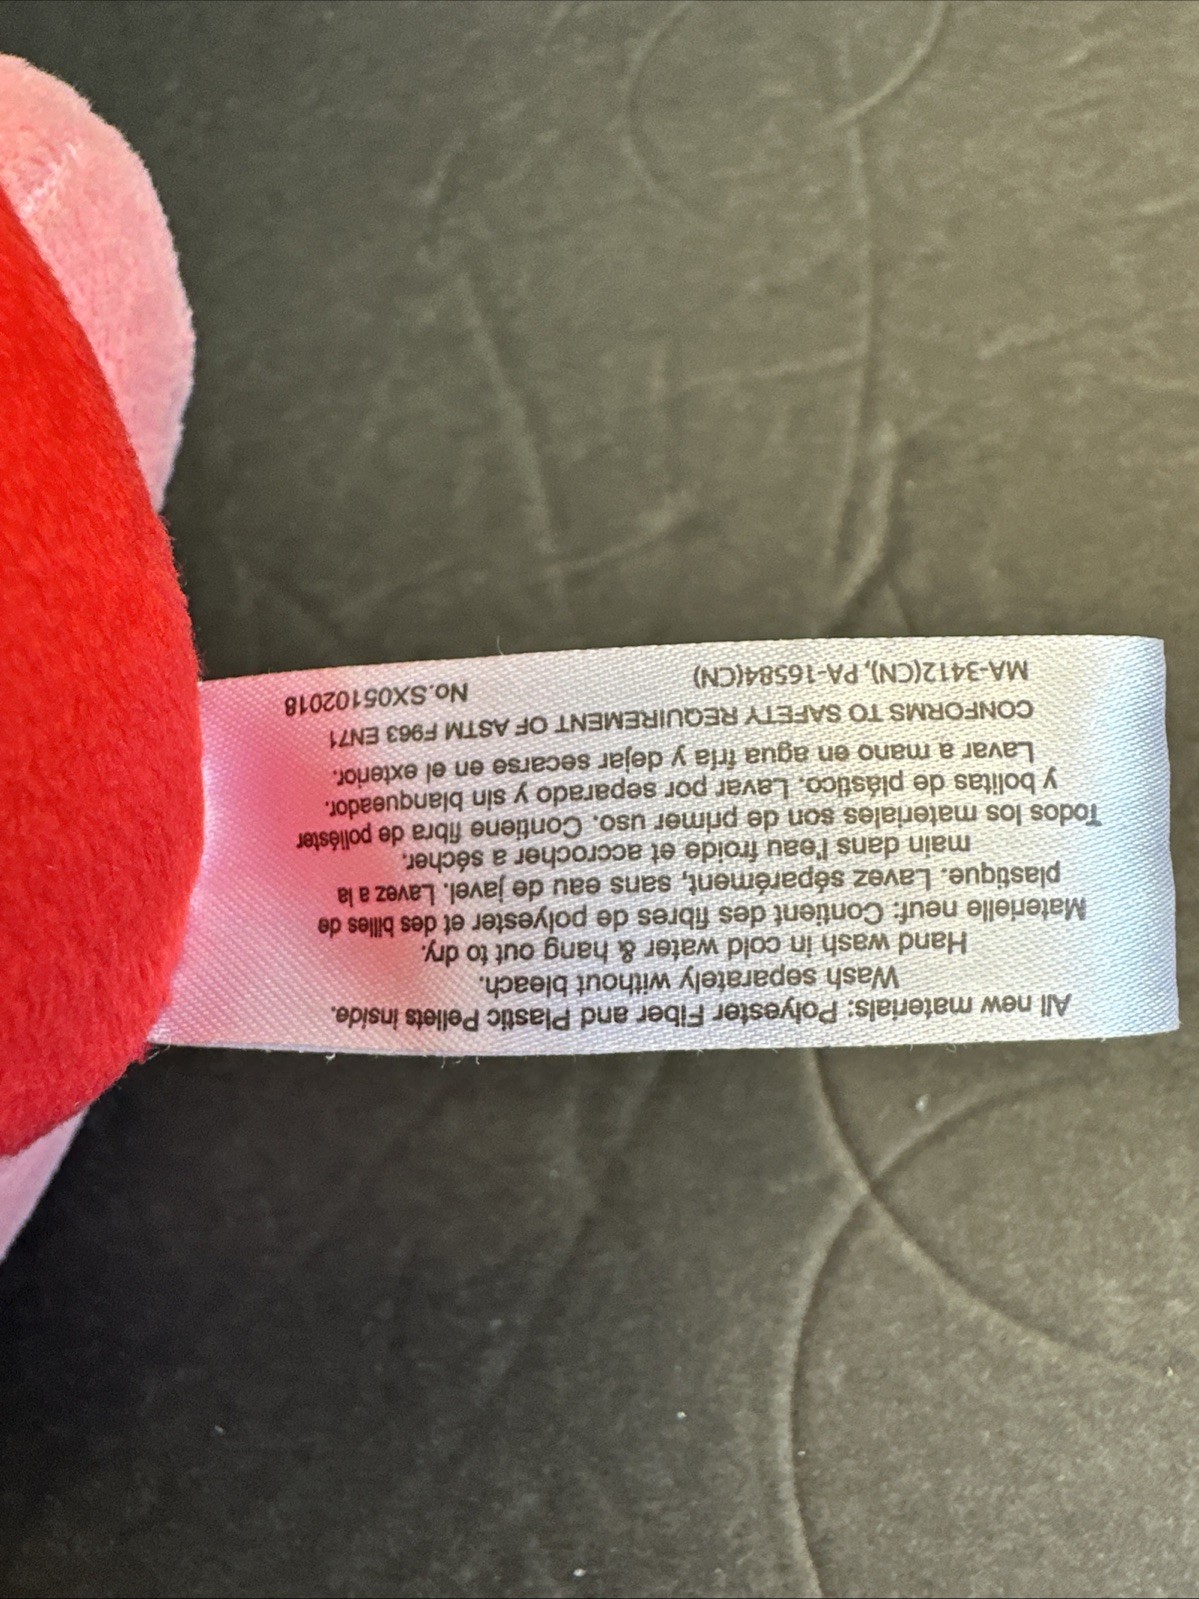 All new materials: Polyester Fiber and Plastic Pellets inside.
Wash separately without bleach.
Hand wash in cold water & hang out to dry.
Materielle neuf: Contient des fibres de polyester et des billes de
plastique. Lavez séparément, sans eau de javel. Lavez a la
main dans l'eau froide et accrocher a sécher.
Todos los materiales son de primer uso. Contiene fibra de poliéster
y bolitas de plástico. Lavar por separado y sin blanqueador.
Lavar a mano en agua fría y dejar secarse en el exterior.
CONFORMS TO SAFETY REQUIREMENT OF ASTM F963 EN71
MA-3412(CN), PA-16584(CN) No.SX05102018